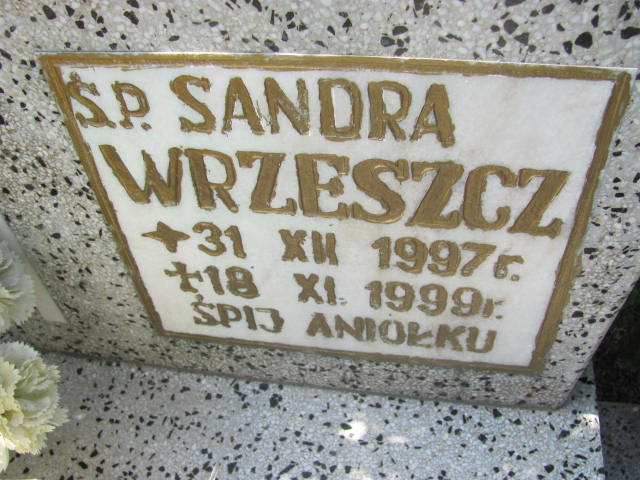 Ś.P. SANDRA
WRZESZCZ
+31 XII 1997r.
+18 XI. 1999r.
ŚPIJ ANIOŁKU